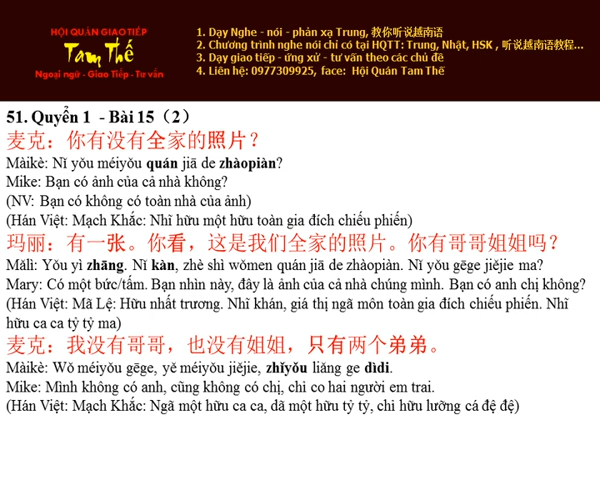 HỘI QUÁN GIAO TIẾP
Tam Thế
Ngoại ngữ - Giao Tiếp - Tư vấn
1. Dạy Nghe - nói - phản xạ Trung, 教你听说越南语
2. Chương trình nghe nói chỉ có tại HQTT: Trung, Nhật, HSK , 听说越南语教程...
3. Dạy giao tiếp - ứng xử - tư vấn theo các chủ đề
4. Liên hệ: 0977309925, face: Hội Quán Tam Thế
51. Quyển 1 - Bài 15（2）
麦克：你有没有全家的照片？
Màikè: Nǐ yǒu méiyǒu quán jiā de zhàopiàn?
Mike: Bạn có ảnh của cả nhà không?
(NV: Bạn có không có toàn nhà của ảnh)
(Hán Việt: Mạch Khắc: Nhĩ hữu một hữu toàn gia đích chiếu phiến)
玛丽：有一张。你看，这是我们全家的照片。你有哥哥姐姐吗？
Mǎlì: Yǒu yì zhāng. Nǐ kàn, zhè shì wǒmen quán jiā de zhàopiàn. Nǐ yǒu gēge jiějie ma?
Mary: Có một bức/tấm. Bạn nhìn này, đây là ảnh của cả nhà chúng mình. Bạn có anh chị không?
(Hán Việt: Mã Lệ: Hữu nhất trương. Nhĩ khán, giá thị ngã môn toàn gia đích chiếu phiến. Nhĩ
hữu ca ca tỷ tỷ ma)
麦克：我没有哥哥，也没有姐姐，只有两个弟弟。
Màikè: Wǒ méiyǒu gēge, yě méiyǒu jiějie, zhǐyǒu liǎng ge dìdi.
Mike: Mình không có anh, cũng không có chị, chỉ co hai người em trai.
(Hán Việt: Mạch Khắc: Ngã một hữu ca ca, dã một hữu tỷ tỷ, chỉ hữu lưỡng cá đệ đệ)